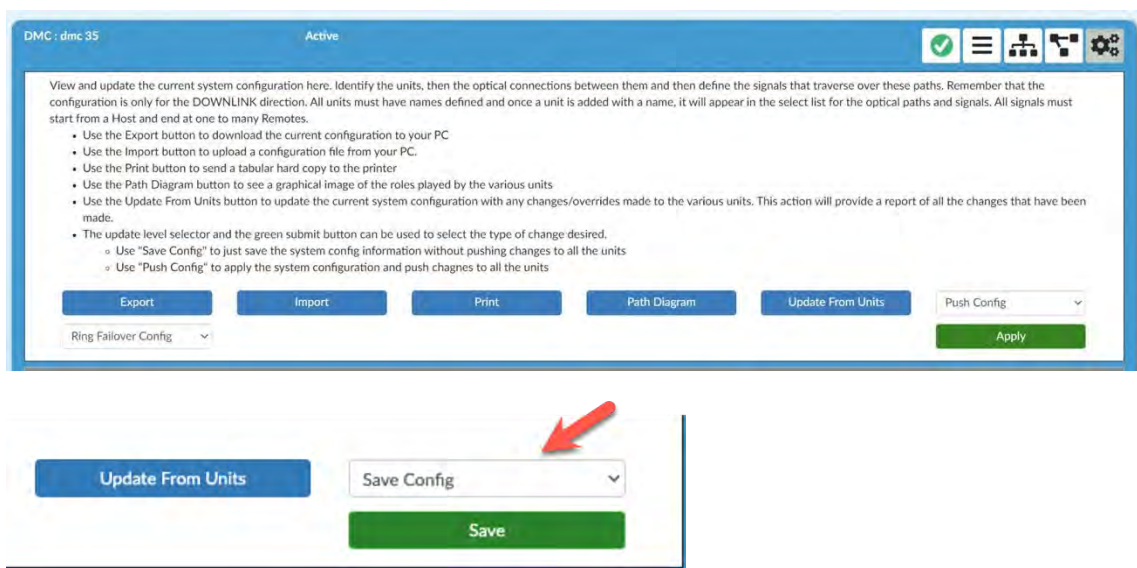 DMC : dmc 35 Active
View and update the current system configuration here. Identify the units, then the optical connections between them and then define the signals that traverse over these paths. Remember that the
configuration is only for the DOWNLINK direction. All units must have names defined and once a unit is added with a name, it will appear in the select list for the optical paths and signals. All signals must
start from a Host and end at one to many Remotes.
• Use the Export button to download the current configuration to your PC
• Use the Import button to upload a configuration file from your PC.
• Use the Print button to send a tabular hard copy to the printer
• Use the Path Diagram button to see a graphical image of the roles played by the various units
• Use the Update From Units button to update the current system configuration with any changes/overrides made to the various units. This action will provide a report of all the changes that have been
made.
• The update level selector and the green submit button can be used to select the type of change desired.
◦ Use "Save Config" to just save the system config information without pushing changes to all the units
◦ Use "Push Config" to apply the system configuration and push chagnes to all the units
Export Import Print Path Diagram Update From Units Push Config
Ring Failover Config Apply
Update From Units Save Config
Save